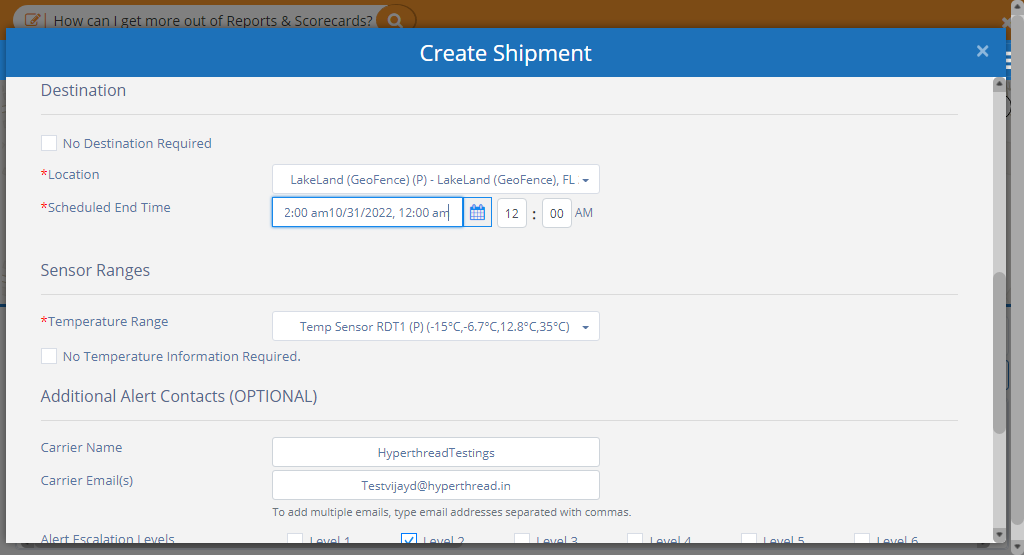 How can I get more out of Reports & Scorecards?
Create Shipment
Destination
No Destination Required
*Location
LakeLand (GeoFence) (P) - LakeLand (GeoFence), FL
*Scheduled End Time
2:00 am10/31/2022, 12:00 am
12 : 00 AM
Sensor Ranges
*Temperature Range
Temp Sensor RDT1 (P) (-15°C,-6.7°C,12.8°C,35°C)
No Temperature Information Required.
Additional Alert Contacts (OPTIONAL)
Carrier Name
HyperthreadTestings
Carrier Email(s)
Testvijayd@hyperthread.in
To add multiple emails, type email addresses separated with commas.
Alert Escalation Levels
Level 1 Level 2 Level 3 Level 4 Level 5 Level 6